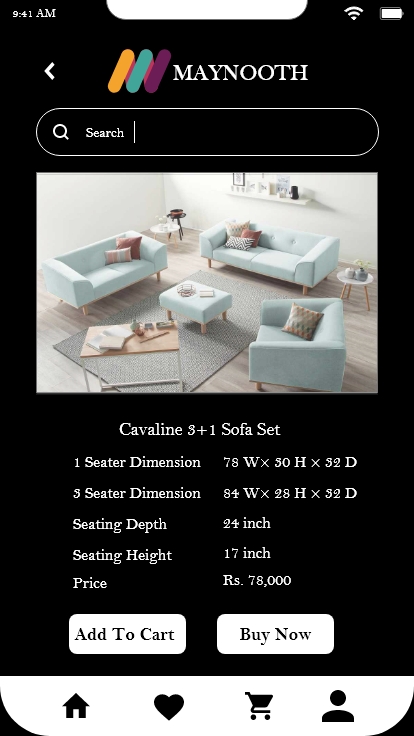 9:41 AM
MAYNOOTH
Search
Cavaline 3+1 Sofa Set
1 Seater Dimension 78 W× 30 H × 32 D
3 Seater Dimension 84 W× 28 H × 32 D
Seating Depth 24 inch
Seating Height 17 inch
Price Rs. 78,000
Add To Cart Buy Now